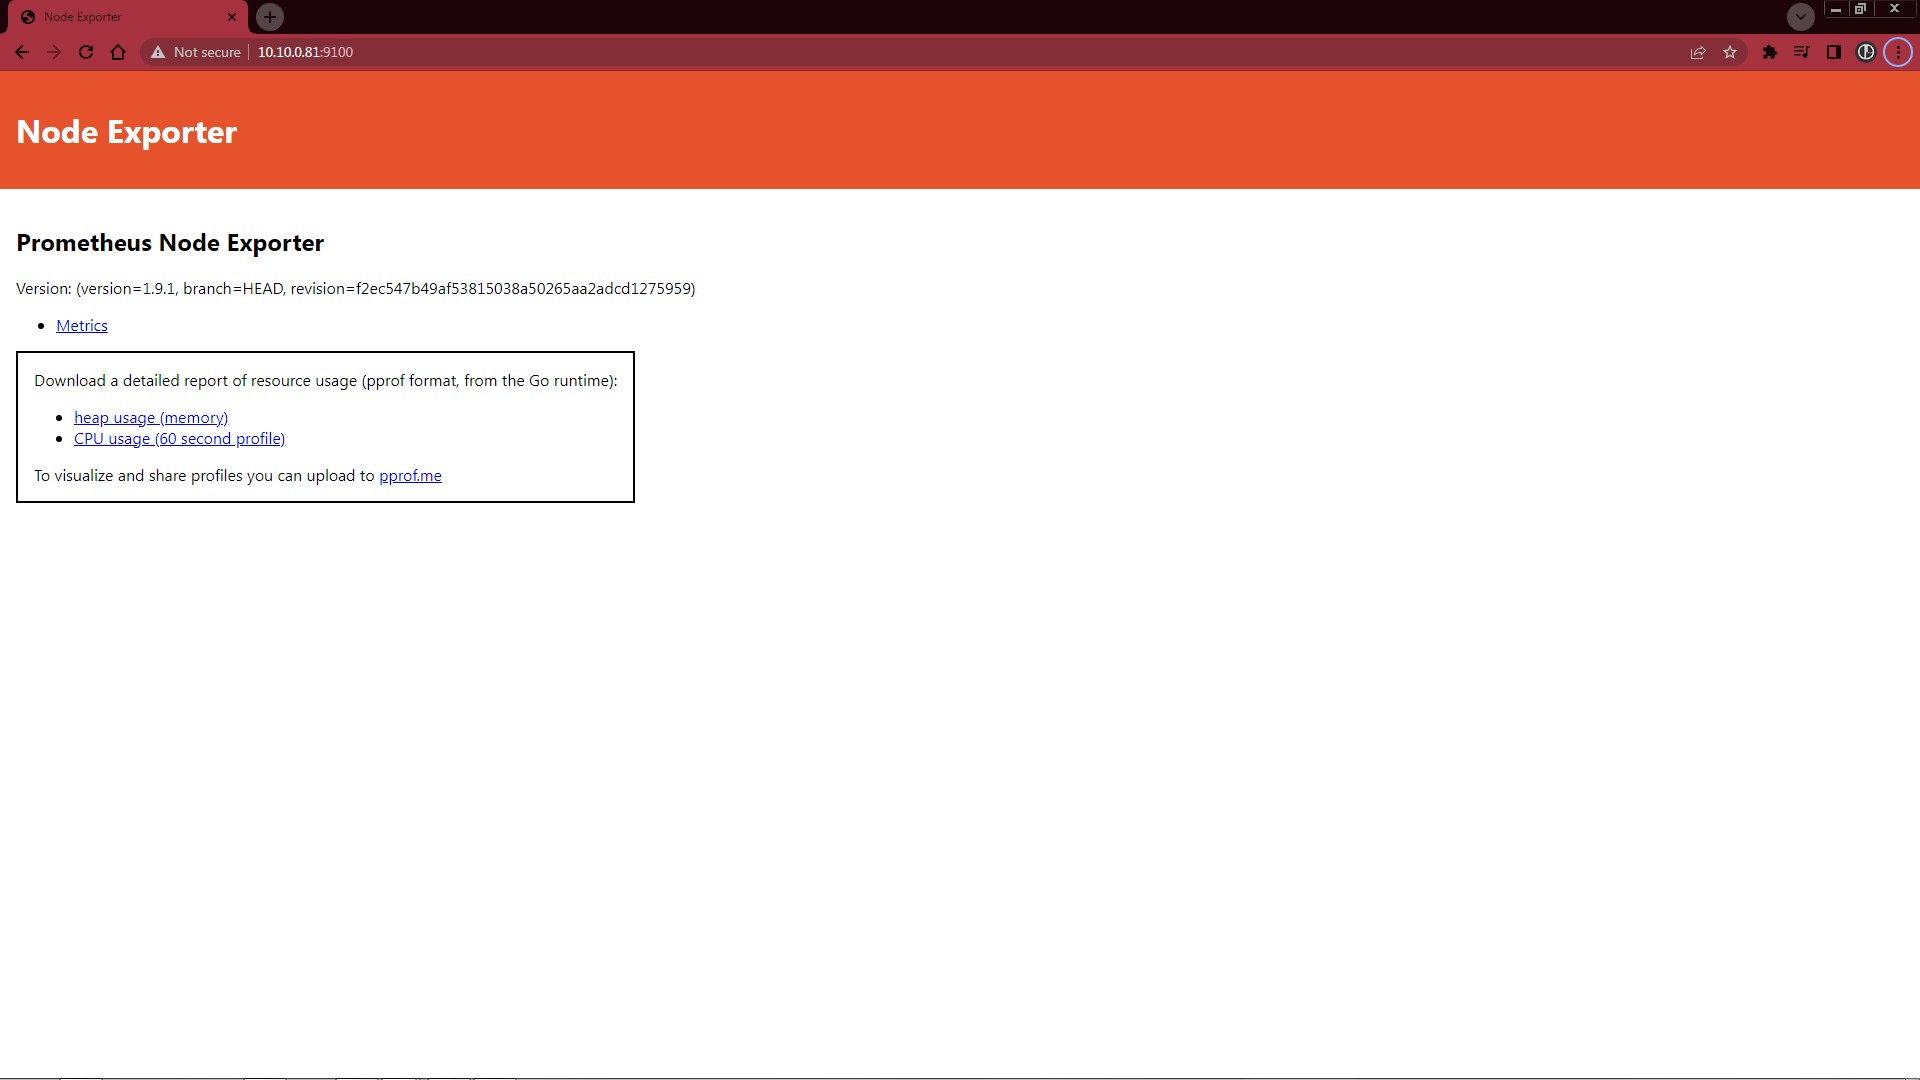 Node Exporter
Not secure
10.10.0.81:9100
Node Exporter
Prometheus Node Exporter
Version: (version=1.9.1, branch=HEAD, revision=f2ec547b49af53815038a50265aa2adcd1275959)
Metrics
Download a detailed report of resource usage (pprof format, from the Go runtime):
heap usage (memory)
CPU usage (60 second profile)
To visualize and share profiles you can upload to pprof.me